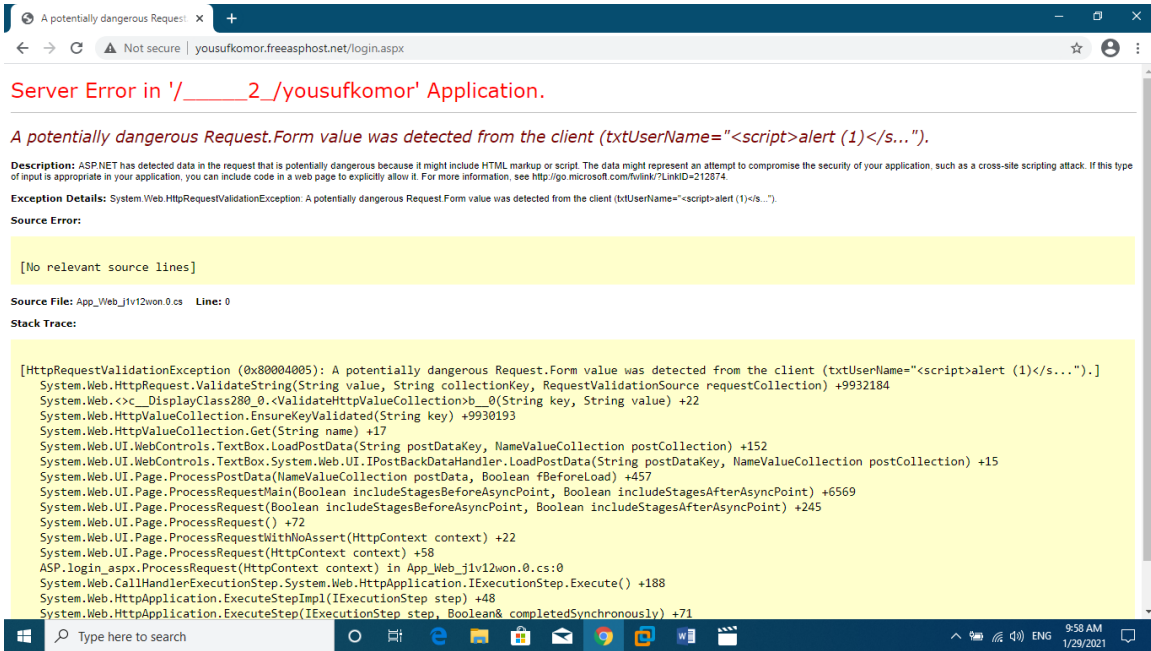 A potentially dangerous Request
Not secure | yousufkomor.freeasphost.net/login.aspx
Server Error in '/_____2_/yousufkomor' Application.
A potentially dangerous Request.Form value was detected from the client (txtUserName="<script>alert (1)</s...").
Description: ASP.NET has detected data in the request that is potentially dangerous because it might include HTML markup or script. The data might represent an attempt to compromise the security of your application, such as a cross-site scripting attack. If this type
of input is appropriate in your application, you can include code in a web page to explicitly allow it. For more information, see http://go.microsoft.com/fwlink/?LinkID=212874.
Exception Details: System.Web.HttpRequestValidationException: A potentially dangerous Request.Form value was detected from the client (txtUserName="<script>alert (1)</s...").
Source Error:
[No relevant source lines]
Source File: App_Web_j1v12won.0.cs Line: 0
Stack Trace:
[HttpRequestValidationException (0x80004005): A potentially dangerous Request.Form value was detected from the client (txtUserName="<script>alert (1)</s...").]
System.Web.HttpRequest.ValidateString(String value, String collectionKey, RequestValidationSource requestCollection) +9932184
System.Web.<>c__DisplayClass280_0.<ValidateHttpValueCollection>b__0(String key, String value) +22
System.Web.HttpValueCollection.EnsureKeyValidated(String key) +9930193
System.Web.HttpValueCollection.Get(String name) +17
System.Web.UI.WebControls.TextBox.LoadPostData(String postDataKey, NameValueCollection postCollection) +152
System.Web.UI.WebControls.TextBox.System.Web.UI.IPostBackDataHandler.LoadPostData(String postDataKey, NameValueCollection postCollection) +15
System.Web.UI.Page.ProcessPostData(NameValueCollection postData, Boolean fBeforeLoad) +457
System.Web.UI.Page.ProcessRequestMain(Boolean includeStagesBeforeAsyncPoint, Boolean includeStagesAfterAsyncPoint) +6569
System.Web.UI.Page.ProcessRequest(Boolean includeStagesBeforeAsyncPoint, Boolean includeStagesAfterAsyncPoint) +245
System.Web.UI.Page.ProcessRequest() +72
System.Web.UI.Page.ProcessRequestWithNoAssert(HttpContext context) +22
System.Web.UI.Page.ProcessRequest(HttpContext context) +58
ASP.login_aspx.ProcessRequest(HttpContext context) in App_Web_j1v12won.0.cs:0
System.Web.CallHandlerExecutionStep.System.Web.HttpApplication.IExecutionStep.Execute() +188
System.Web.HttpApplication.ExecuteStepImpl(IExecutionStep step) +48
System.Web.HttpApplication.ExecuteStep(IExecutionStep step, Boolean& completedSynchronously) +71
Type here to search
ENG
9:58 AM
1/29/2021